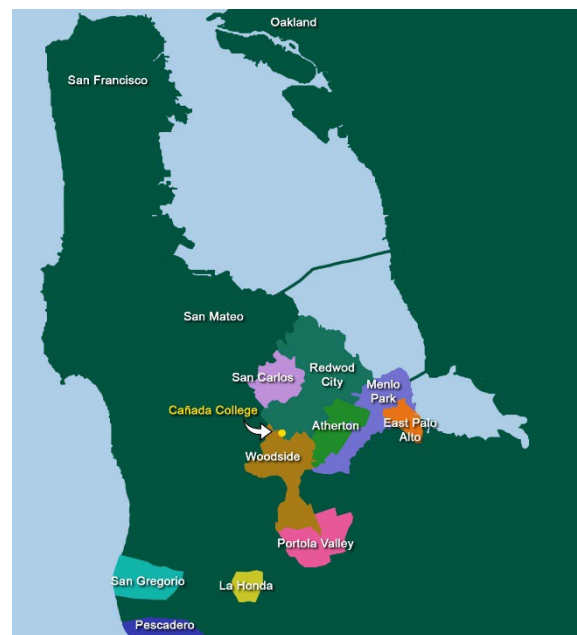 Oakland
San Francisco
San Mateo
San Carlos
Redwod
City
Menlo
Park
Cañada College
Atherton
East Palo
Alto
Woodside
Portola Valley
San Gregorio
La Honda
Pescadero